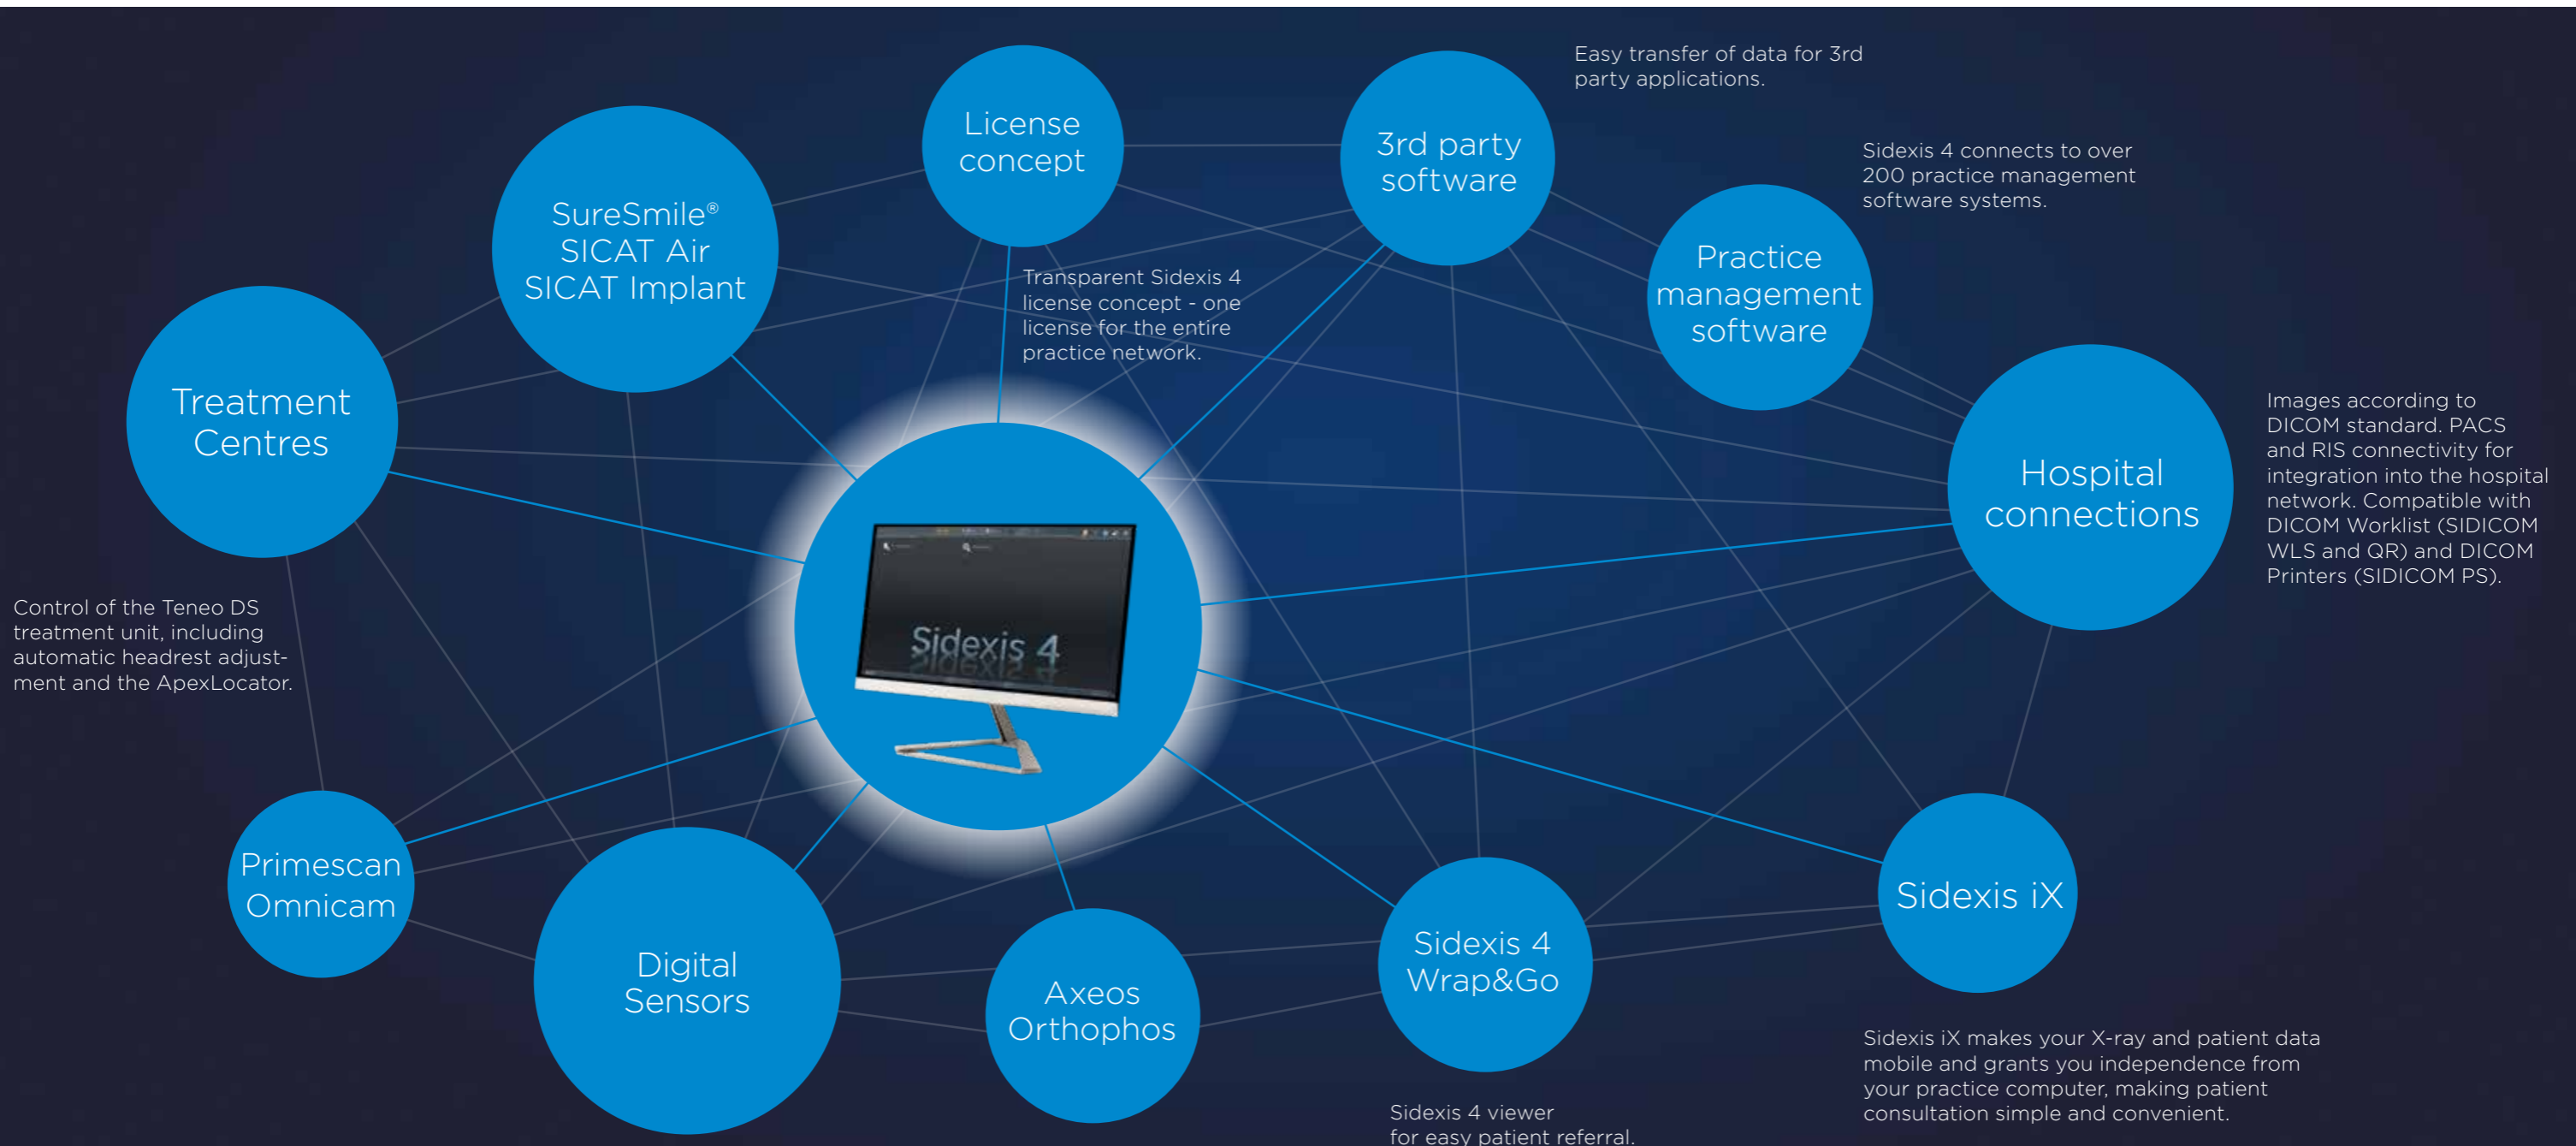 Easy transfer of data for 3rd
party applications.
License
concept
3rd party
software
Sidexis 4 connects to over
200 practice management
software systems.
SureSmile®
SICAT Air
SICAT Implant
Practice
management
software
Transparent Sidexis 4
license concept - one
license for the entire
practice network.
Treatment
Centres
Hospital
connections
Images according to
DICOM standard. PACS
and RIS connectivity for
integration into the hospital
network. Compatible with
DICOM Worklist (SIDICOM
WLS and QR) and DICOM
Printers (SIDICOM PS).
Sidexis 4
Control of the Teneo DS
treatment unit, including
automatic headrest adjust-
ment and the ApexLocator.
Primescan
Omnicam
Digital
Sensors
Axeos
Orthophos
Sidexis 4
Wrap&Go
Sidexis iX
Sidexis 4 viewer
for easy patient referral.
Sidexis iX makes your X-ray and patient data
mobile and grants you independence from
your practice computer, making patient
consultation simple and convenient.